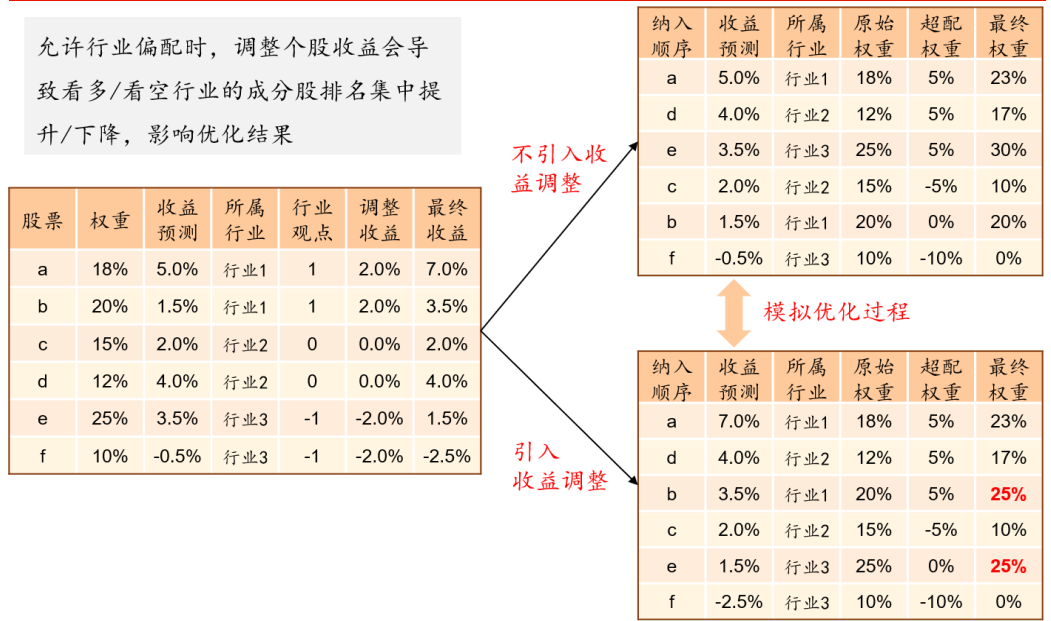 允许行业偏配时，调整个股收益会导
致看多/看空行业的成分股排名集中提
升/下降，影响优化结果
股票 权重 收益预测 所属行业 行业观点 调整收益 最终收益
a 18% 5.0% 行业1 1 2.0% 7.0%
b 20% 1.5% 行业1 1 2.0% 3.5%
c 15% 2.0% 行业2 0 0.0% 2.0%
d 12% 4.0% 行业2 0 0.0% 4.0%
e 25% 3.5% 行业3 -1 -2.0% 1.5%
f 10% -0.5% 行业3 -1 -2.0% -2.5%
不引入收
益调整
引入
收益调整
纳入顺序 收益预测 所属行业 原始权重 超配权重 最终权重
a 5.0% 行业1 18% 5% 23%
d 4.0% 行业2 12% 5% 17%
e 3.5% 行业3 25% 5% 30%
c 2.0% 行业2 15% -5% 10%
b 1.5% 行业1 20% 0% 20%
f -0.5% 行业3 10% -10% 0%
模拟优化过程
纳入顺序 收益预测 所属行业 原始权重 超配权重 最终权重
a 7.0% 行业1 18% 5% 23%
d 4.0% 行业2 12% 5% 17%
b 3.5% 行业1 20% 5% 25%
c 2.0% 行业2 15% -5% 10%
e 1.5% 行业3 25% 0% 25%
f -2.5% 行业3 10% -10% 0%